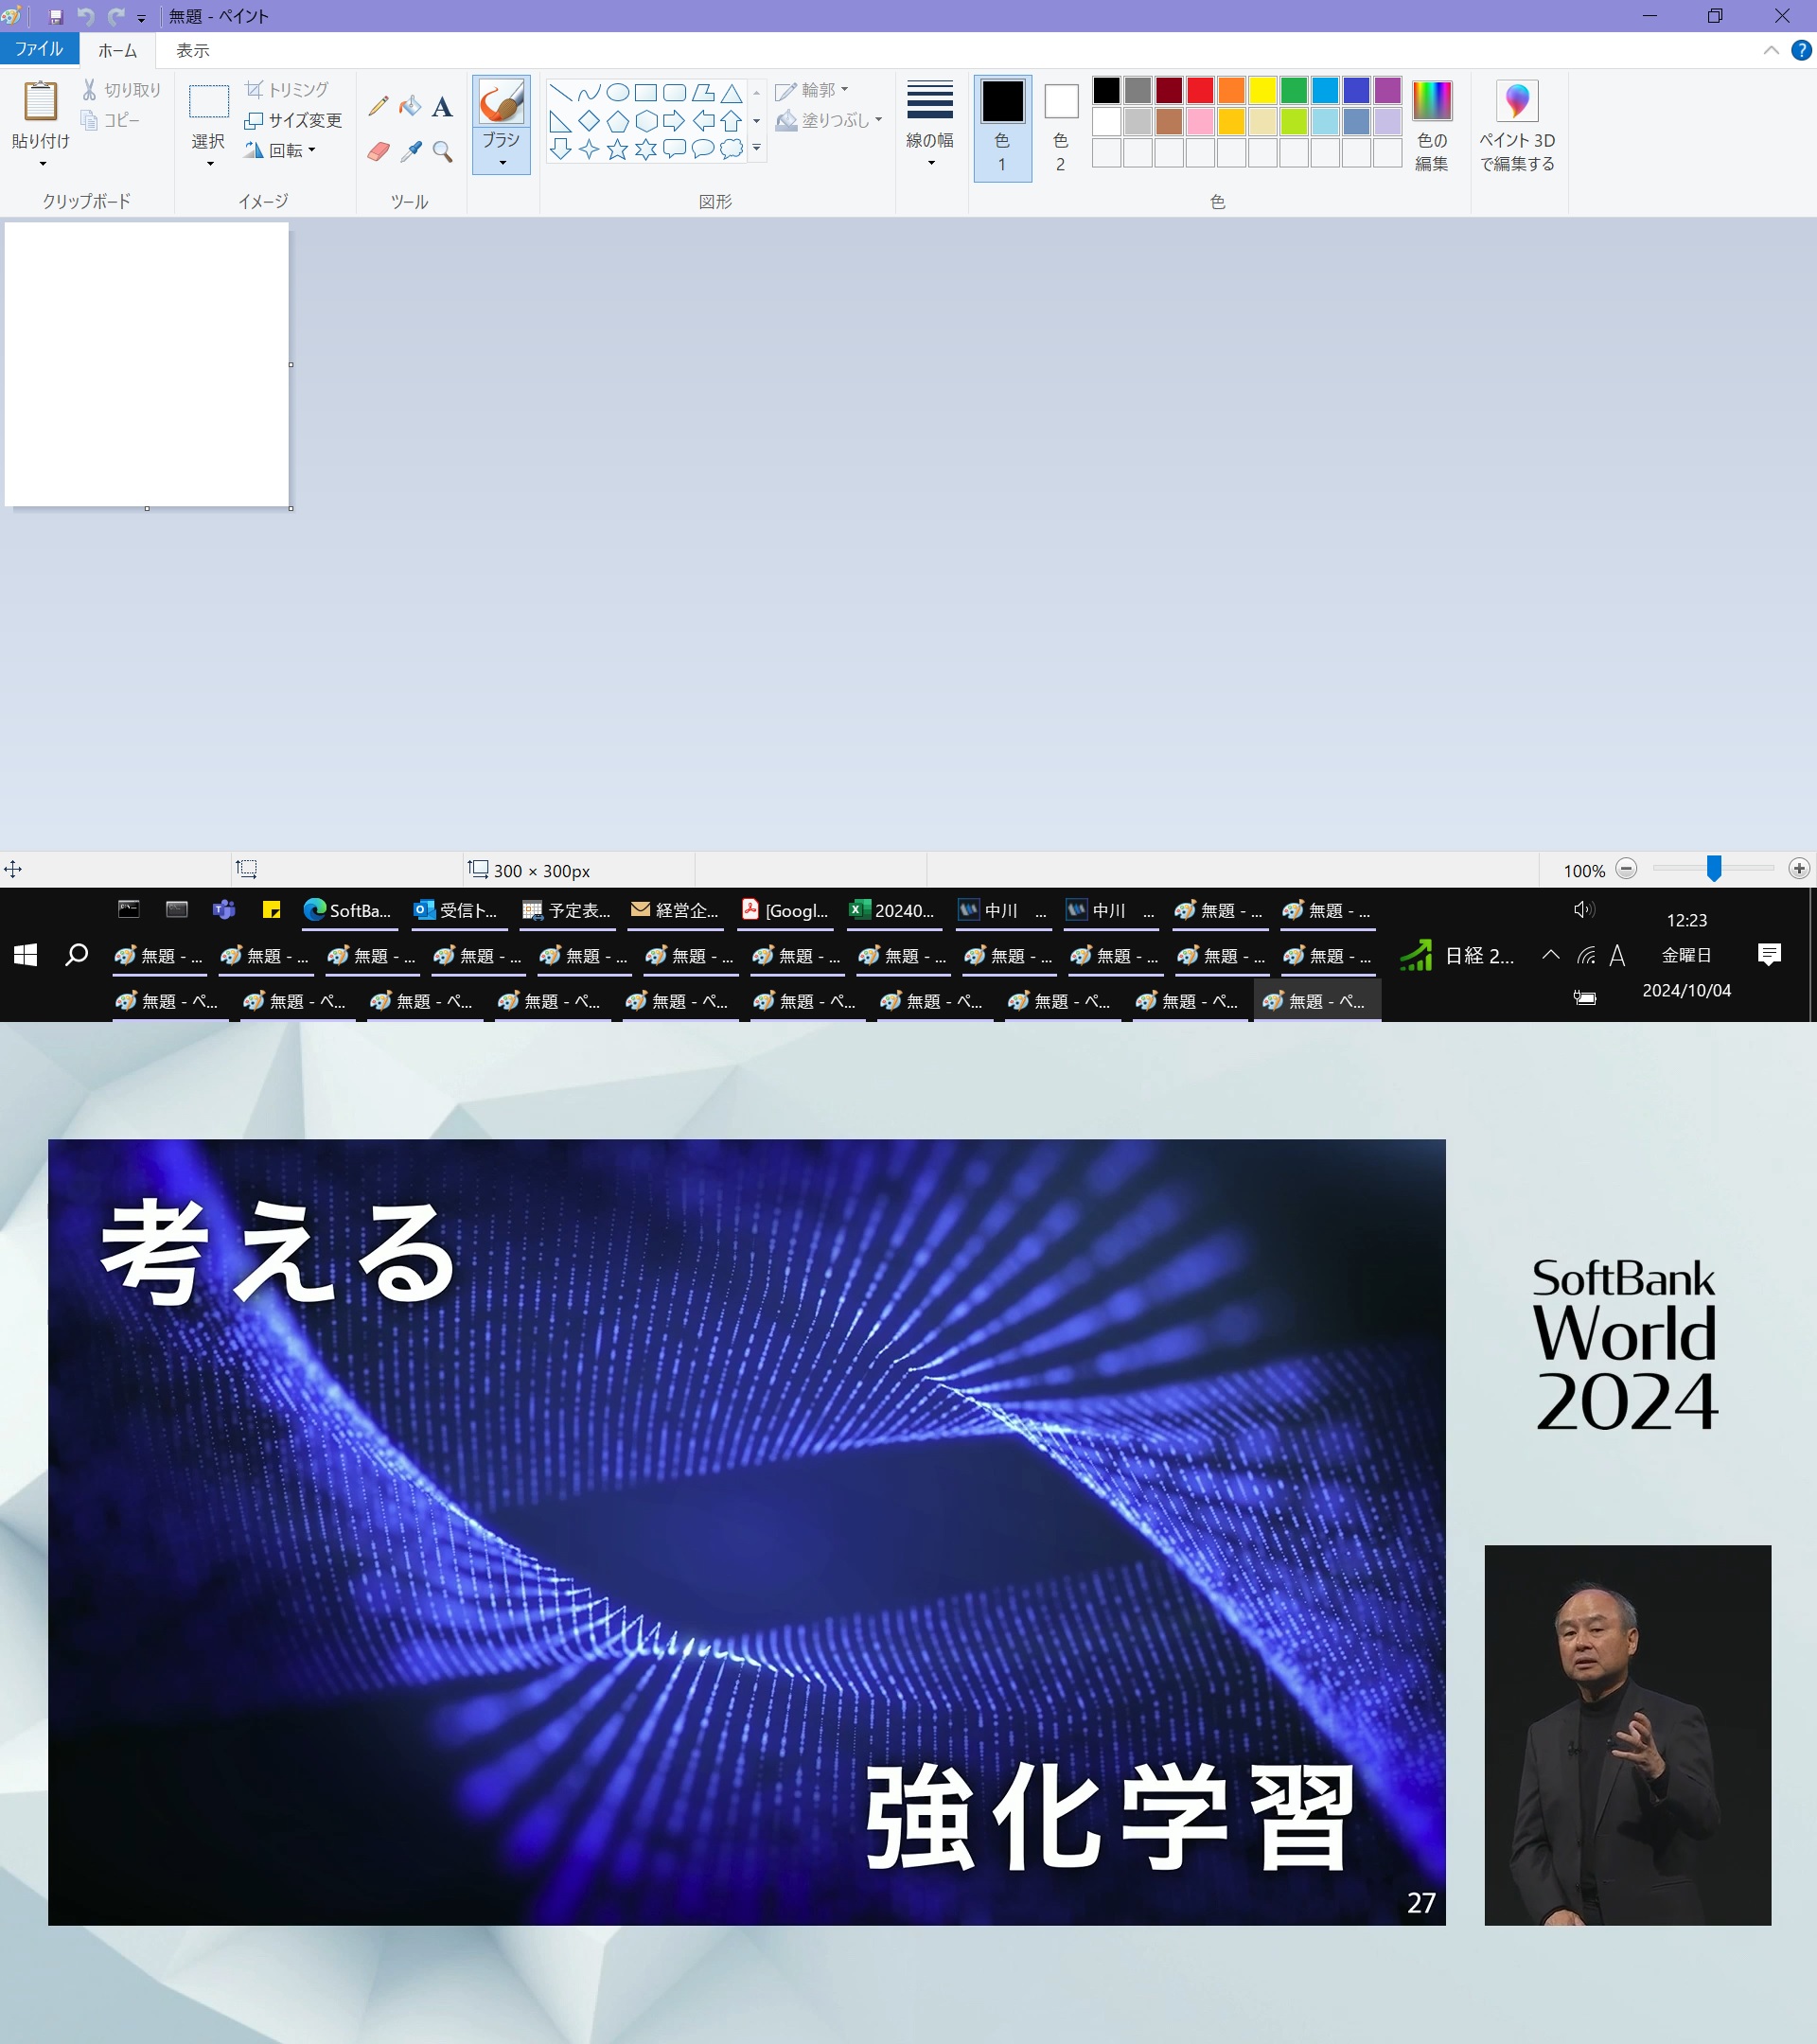 無題 - ペイント
ファイル
ホーム
表示
貼り付け
切り取り
コピー
クリップボード
選択
トリミング
サイズ変更
回転
イメージ
A
ツール
ブラシ
図形
輪郭
塗りつぶし
線の幅
色
1
色
2
色
色の
編集
ペイント 3D
で編集する
300 × 300px
100%
SoftBa...
受信ト...
予定表...
経営企...
[Googl...
20240...
中川 ...
中川 ...
無題 - ...
無題 - ...
無題 - ...
無題 - ...
無題 - ...
無題 - ...
無題 - ...
無題 - ...
無題 - ...
無題 - ...
無題 - ...
無題 - ...
無題 - ...
無題 - ...
無題 - ペ...
無題 - ペ...
無題 - ペ...
無題 - ペ...
無題 - ペ...
無題 - ペ...
無題 - ペ...
無題 - ペ...
無題 - ペ...
無題 - ペ...
日経 2...
A
12:23
金曜日
2024/10/04
考える
強化学習
27
SoftBank
World
2024